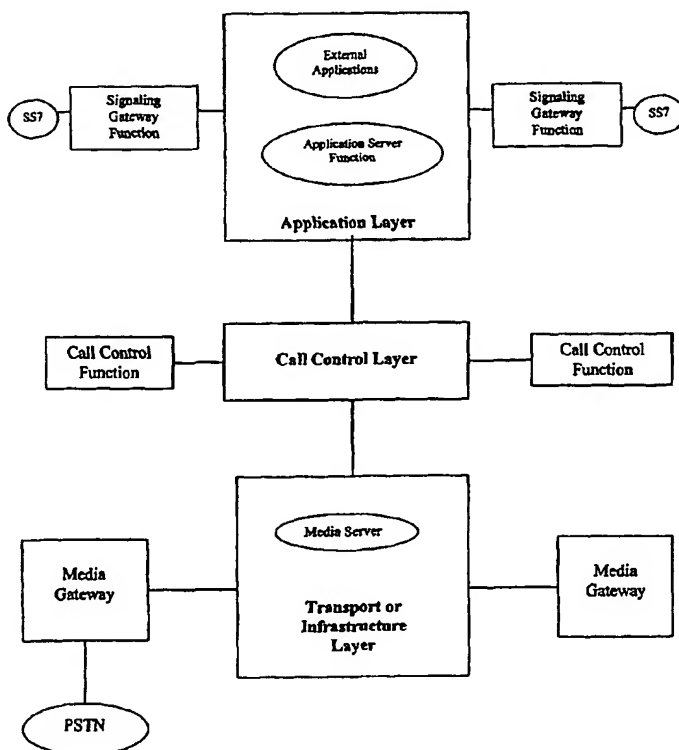 External
Applications
SS7
Signaling
Gateway
Function
Application Server
Function
Signaling
Gateway
Function
SS7
Application Layer
Call Control
Function
Call Control Layer
Call Control
Function
Media Server
Media
Gateway
Transport or
Infrastructure
Layer
Media
Gateway
PSTN